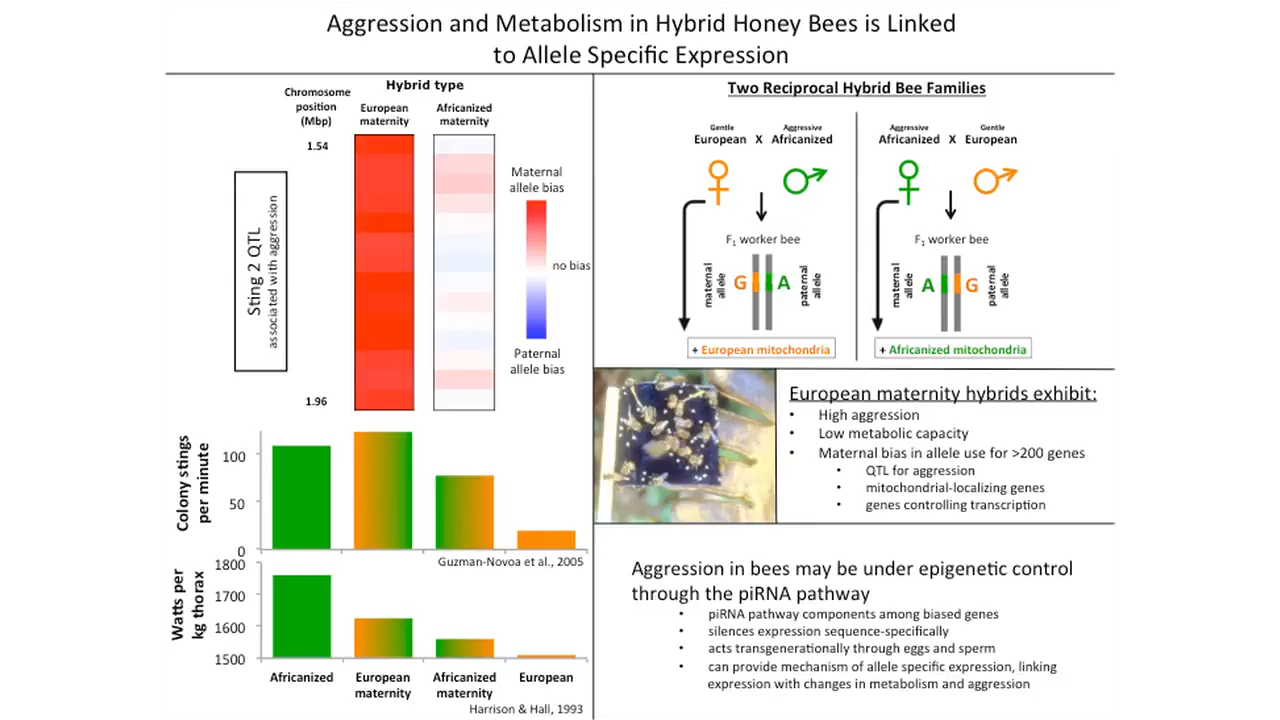 Aggression and Metabolism in Hybrid Honey Bees is Linked
to Allele Specific Expression
Hybrid type
Chromosome
position
(Mbp)
European
maternity
Africanized
maternity
1.54
1.96
Sting 2 QTL
associated with aggression
Maternal
allele bias
no bias
Paternal
allele bias
Colony stings
per minute
100
50
0
Guzman-Novoa et al., 2005
Watts per
kg thorax
1800
1700
1600
1500
Africanized
European
maternity
Africanized
maternity
European
Harrison & Hall, 1993
Two Reciprocal Hybrid Bee Families
Gentle
European X
Aggressive
Africanized
F1 worker bee
maternal
allele
G
A
paternal
allele
+ European mitochondria
Aggressive
Africanized X
Gentle
European
F1 worker bee
maternal
allele
A
G
paternal
allele
+ Africanized mitochondria
European maternity hybrids exhibit:
• High aggression
• Low metabolic capacity
• Maternal bias in allele use for >200 genes
• QTL for aggression
• mitochondrial-localizing genes
• genes controlling transcription
Aggression in bees may be under epigenetic control
through the piRNA pathway
• piRNA pathway components among biased genes
• silences expression sequence-specifically
• acts transgenerationally through eggs and sperm
• can provide mechanism of allele specific expression, linking
expression with changes in metabolism and aggression